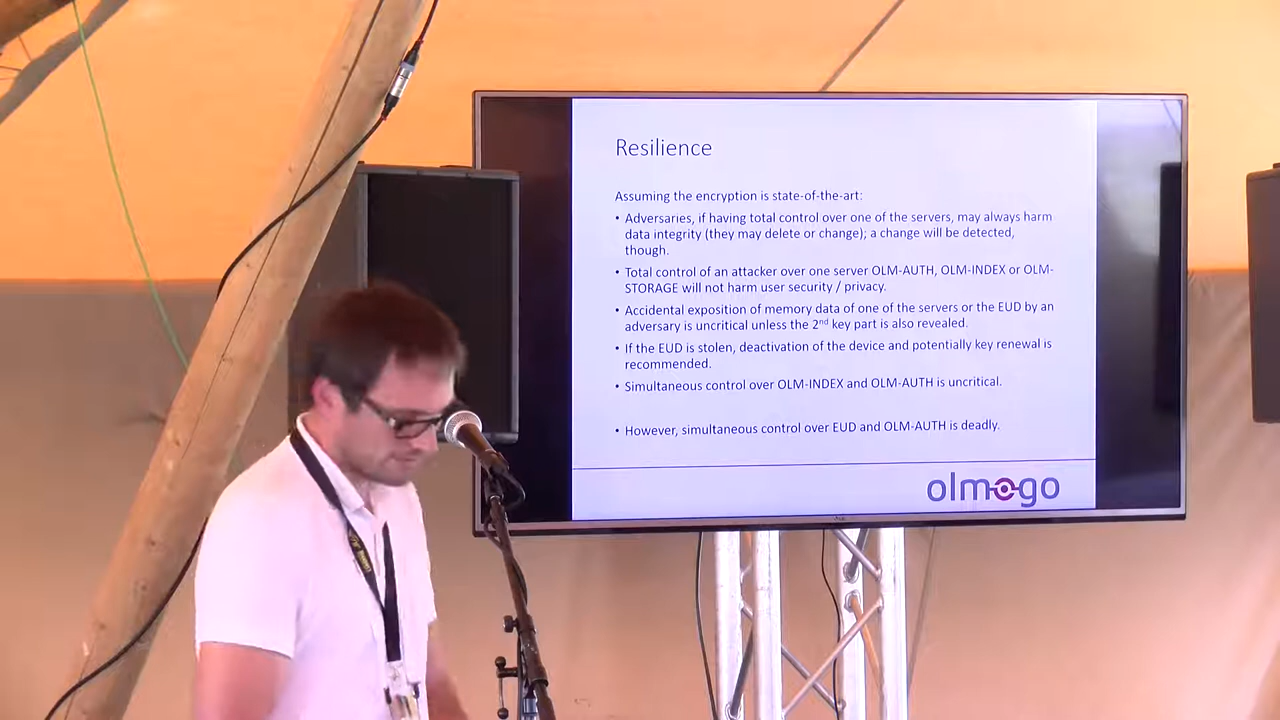 Resilience
Assuming the encryption is state-of-the-art:
• Adversaries, if having total control over one of the servers, may always harm
data integrity (they may delete or change); a change will be detected,
though.
• Total control of an attacker over one server OLM-AUTH, OLM-INDEX or OLM-
STORAGE will not harm user security / privacy.
• Accidental exposition of memory data of one of the servers or the EUD by an
adversary is uncritical unless the 2nd key part is also revealed.
• If the EUD is stolen, deactivation of the device and potentially key renewal is
recommended.
• Simultaneous control over OLM-INDEX and OLM-AUTH is uncritical.
• However, simultaneous control over EUD and OLM-AUTH is deadly.
olmogo